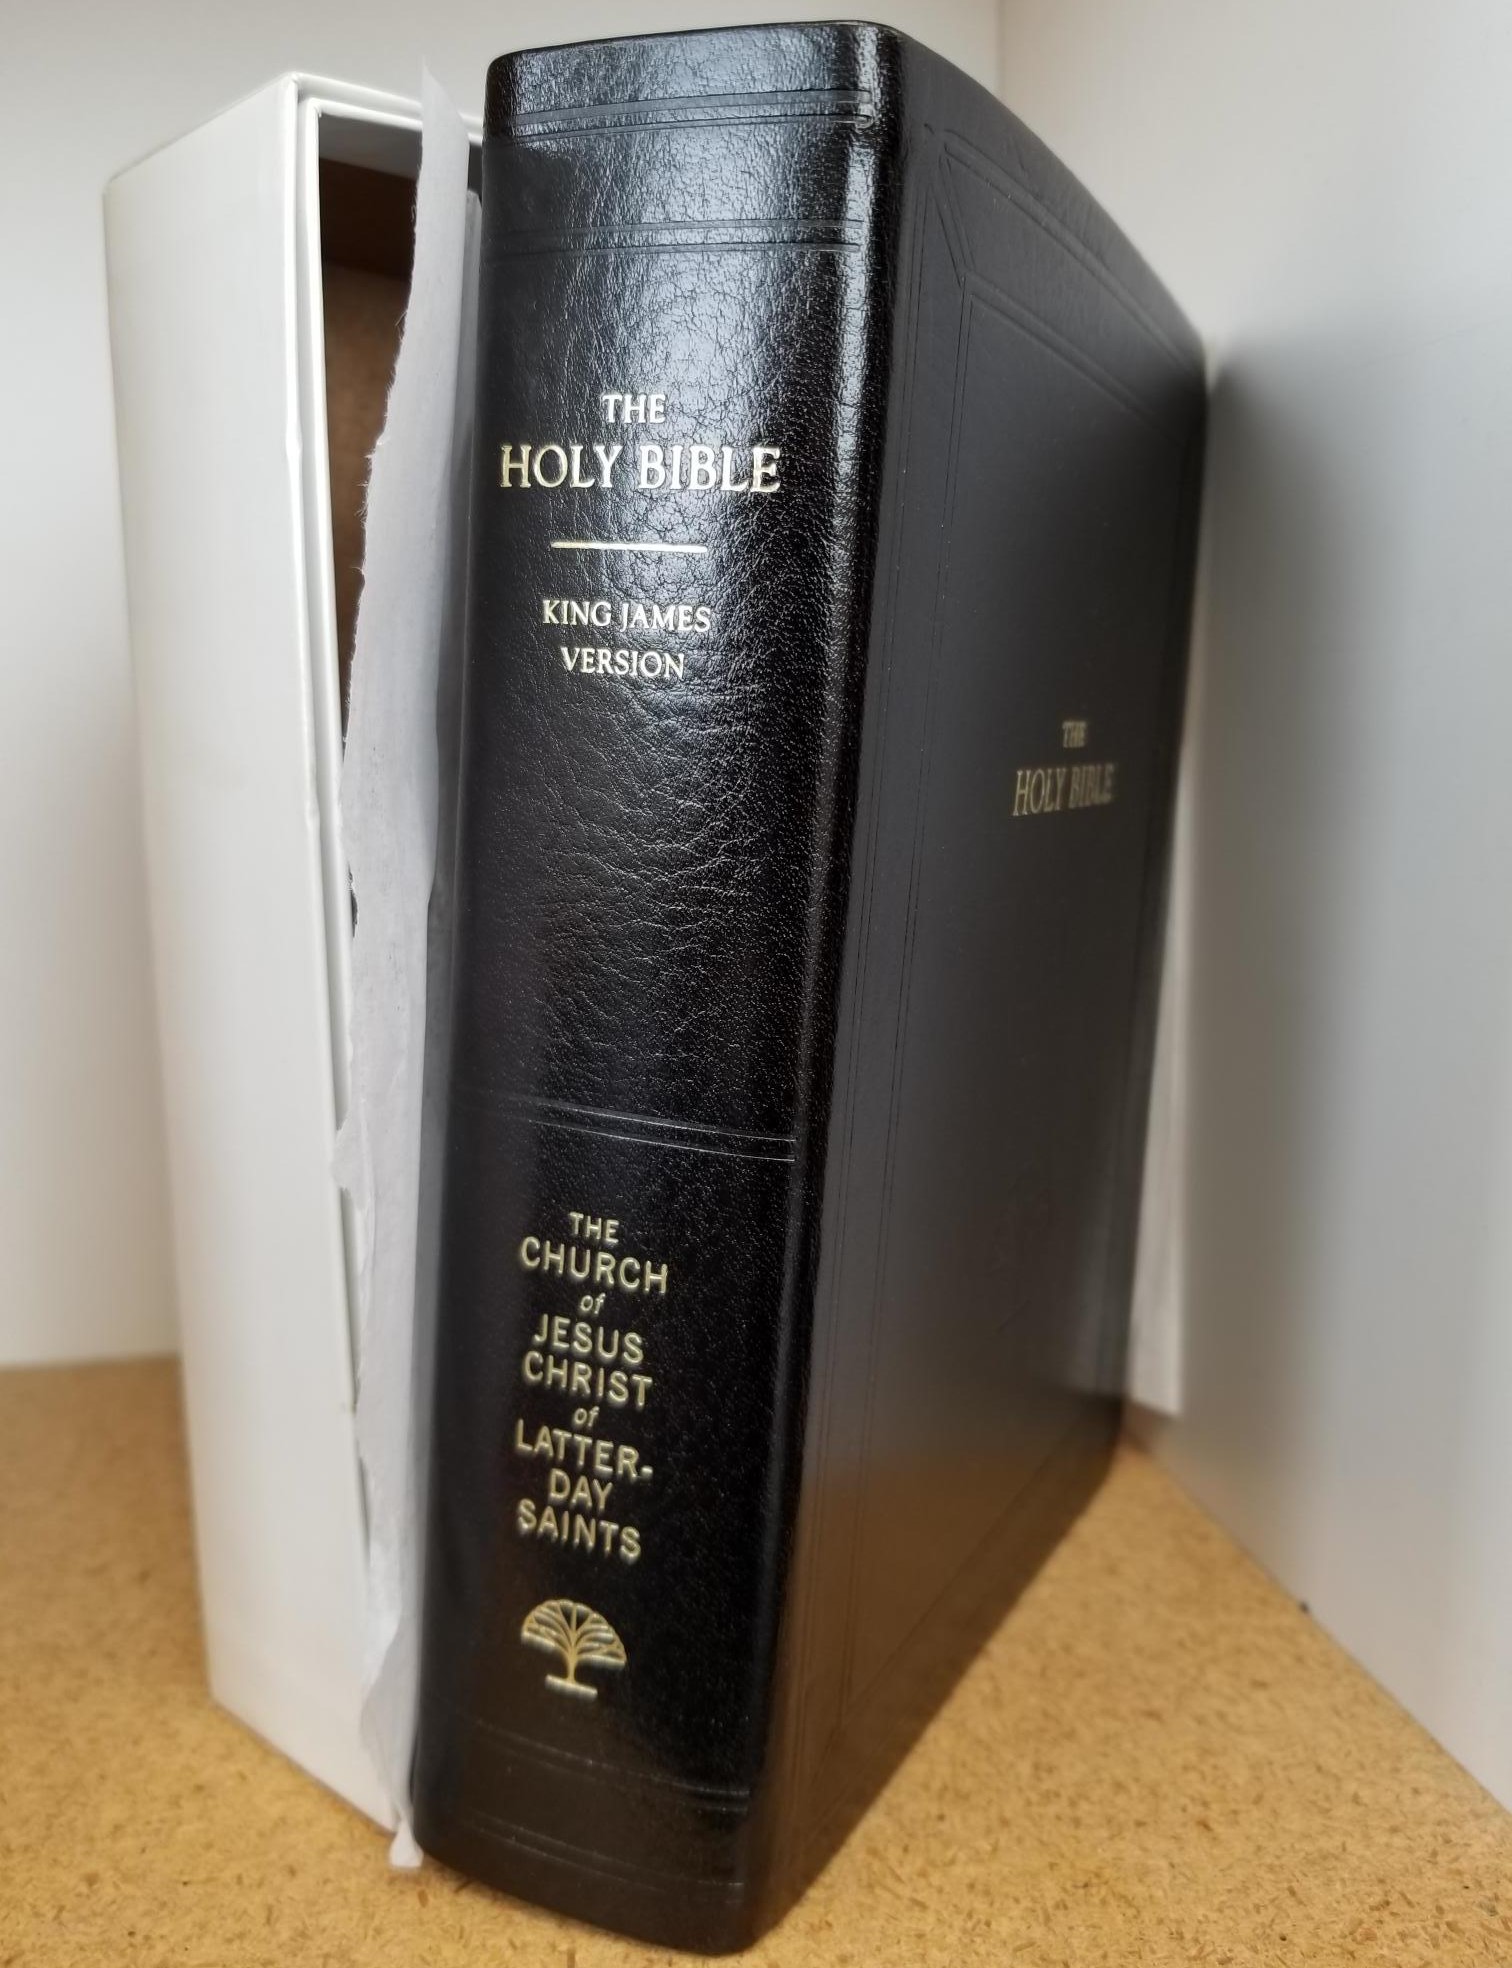 THE
HOLY BIBLE
KING JAMES
VERSION
THE
CHURCH
of
JESUS
CHRIST
of
LATTER-
DAY
SAINTS
THE
HOLY BIBLE